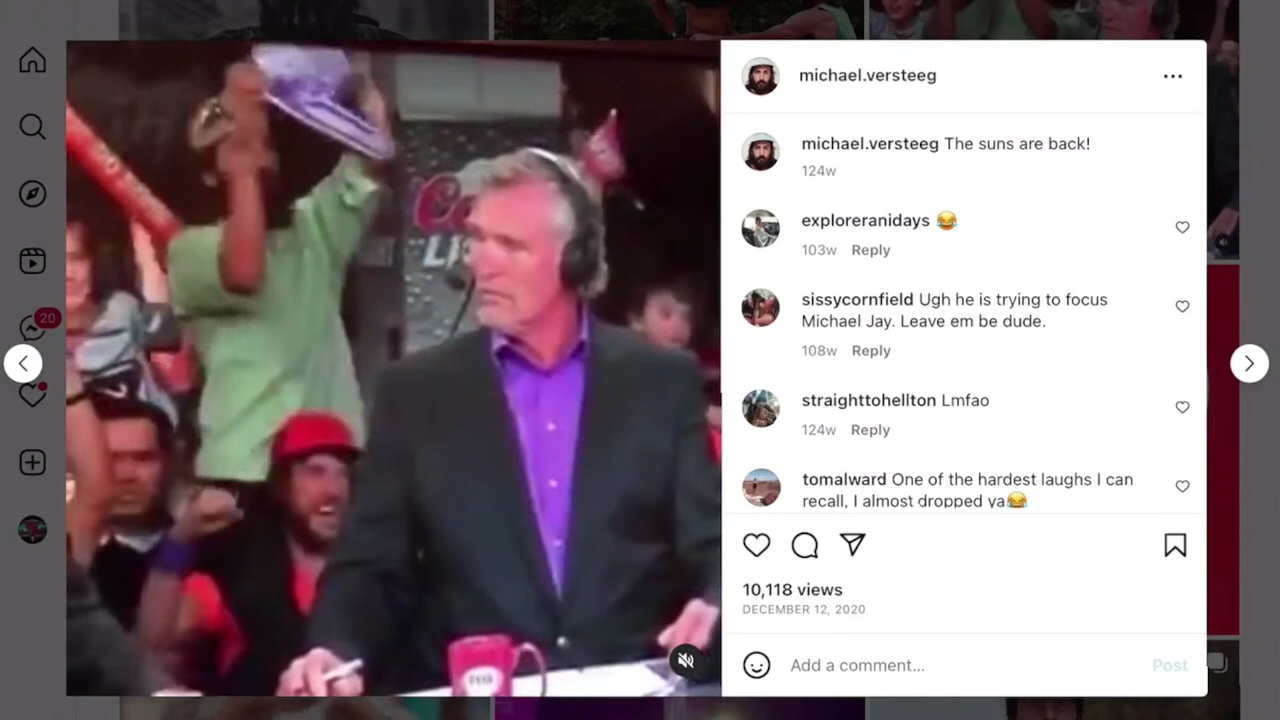 michael.versteeg
michael.versteeg The suns are back!
124w
exploreranidays 😂
103w Reply
sissycornfield Ugh he is trying to focus
Michael Jay. Leave em be dude.
108w Reply
straighttohellton Lmfao
124w Reply
tomalward One of the hardest laughs I can
recall, I almost dropped ya😂
10,118 views
DECEMBER 12, 2020
Add a comment... Post
20